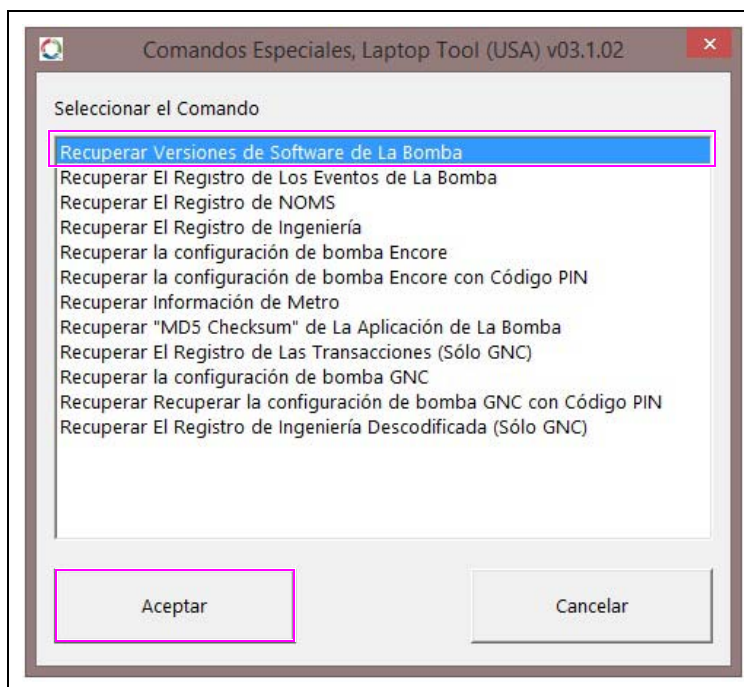 Comandos Especiales, Laptop Tool (USA) v03.1.02
Seleccionar el Comando
Recuperar Versiones de Software de La Bomba
Recuperar El Registro de Los Eventos de La Bomba
Recuperar El Registro de NOMS
Recuperar El Registro de Ingeniería
Recuperar la configuración de bomba Encore
Recuperar la configuración de bomba Encore con Código PIN
Recuperar Información de Metro
Recuperar "MD5 Checksum" de La Aplicación de La Bomba
Recuperar El Registro de Las Transacciones (Sólo GNC)
Recuperar la configuración de bomba GNC
Recuperar Recuperar la configuración de bomba GNC con Código PIN
Recuperar El Registro de Ingeniería Descodificada (Sólo GNC)
Aceptar Cancelar